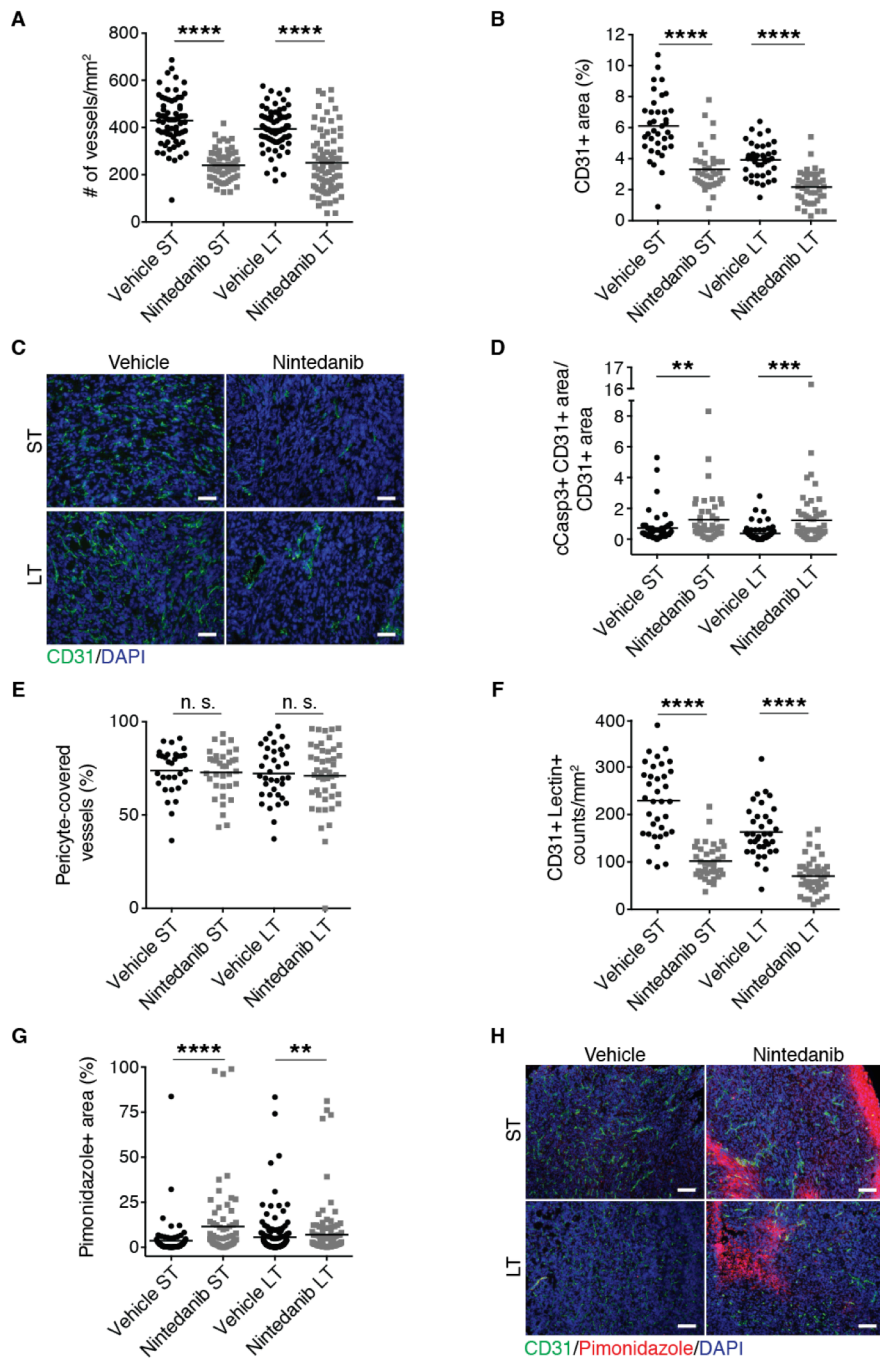 A
****
****
# of vessels/mm²
800
600
400
200
0
Vehicle ST
Nintedanib ST
Vehicle LT
Nintedanib LT
B
****
****
CD31+ area (%)
12
10
8
6
4
2
0
Vehicle ST
Nintedanib ST
Vehicle LT
Nintedanib LT
C
Vehicle
Nintedanib
ST
LT
CD31/DAPI
D
**
***
cCasp3+ CD31+ area/
CD31+ area
17
16
8
6
4
2
0
Vehicle ST
Nintedanib ST
Vehicle LT
Nintedanib LT
E
n. s.
n. s.
Pericyte-covered
vessels (%)
100
50
0
Vehicle ST
Nintedanib ST
Vehicle LT
Nintedanib LT
F
****
****
CD31+ Lectin+
counts/mm²
400
300
200
100
0
Vehicle ST
Nintedanib ST
Vehicle LT
Nintedanib LT
G
****
**
Pimonidazole+ area (%)
100
75
50
25
0
Vehicle ST
Nintedanib ST
Vehicle LT
Nintedanib LT
H
Vehicle
Nintedanib
ST
LT
CD31/Pimonidazole/DAPI